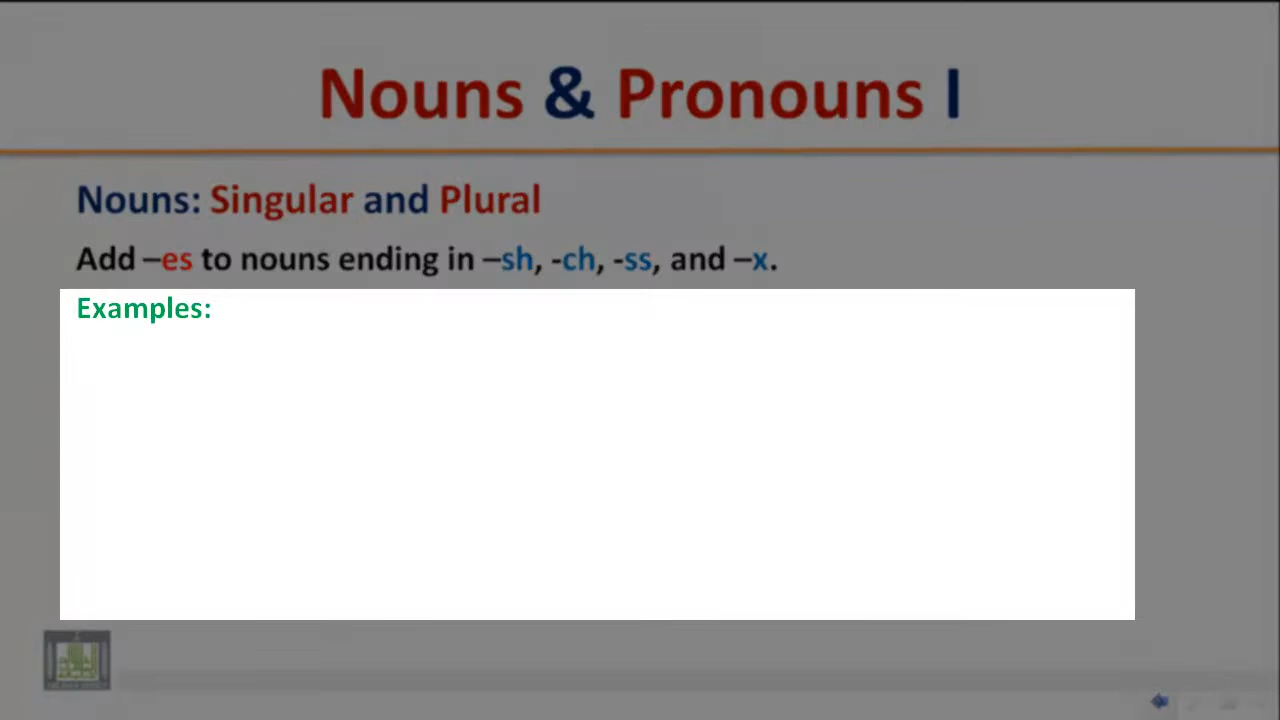 Nouns & Pronouns I
Nouns: Singular and Plural
Add –es to nouns ending in –sh, -ch, -ss, and –x.
Examples: